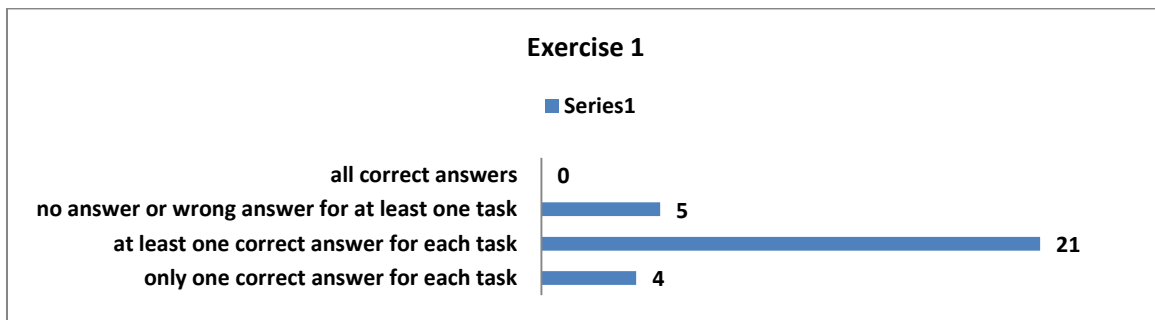 Exercise 1
Series1
all correct answers 0
no answer or wrong answer for at least one task 5
at least one correct answer for each task 21
only one correct answer for each task 4